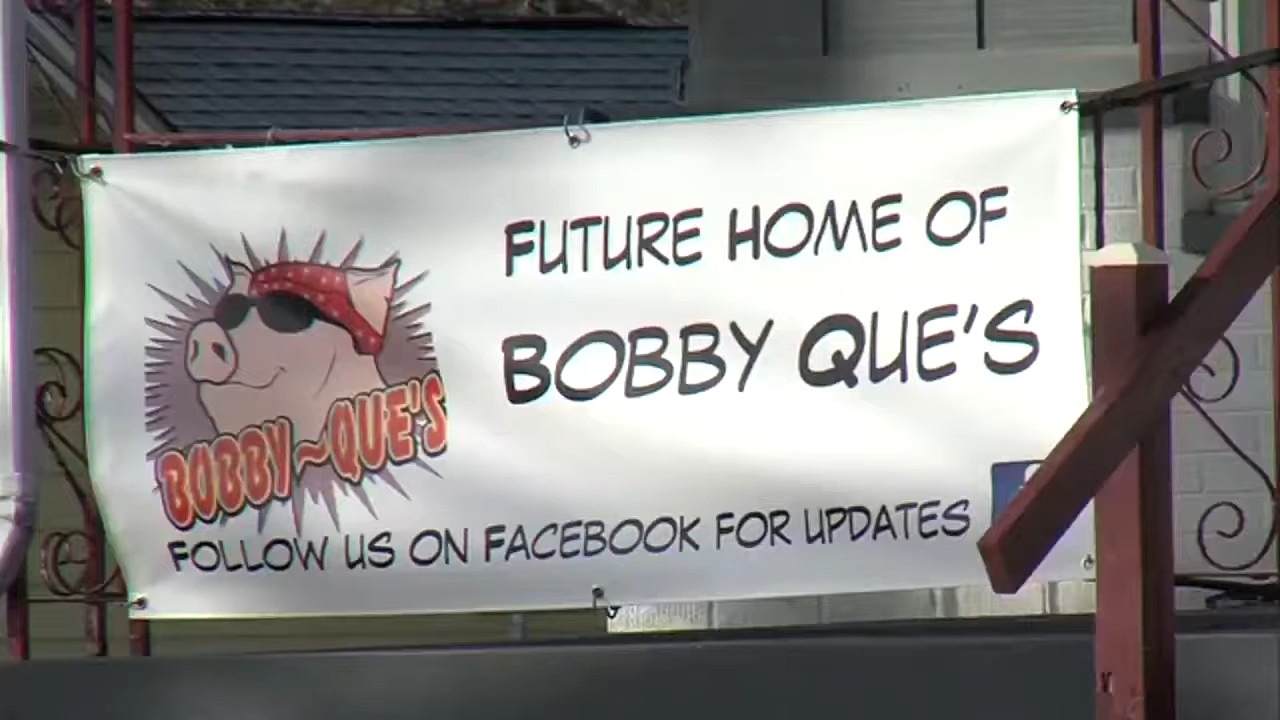 FUTURE HOME OF
BOBBY QUE'S
BOBBY~QUE'S
FOLLOW US ON FACEBOOK FOR UPDATES